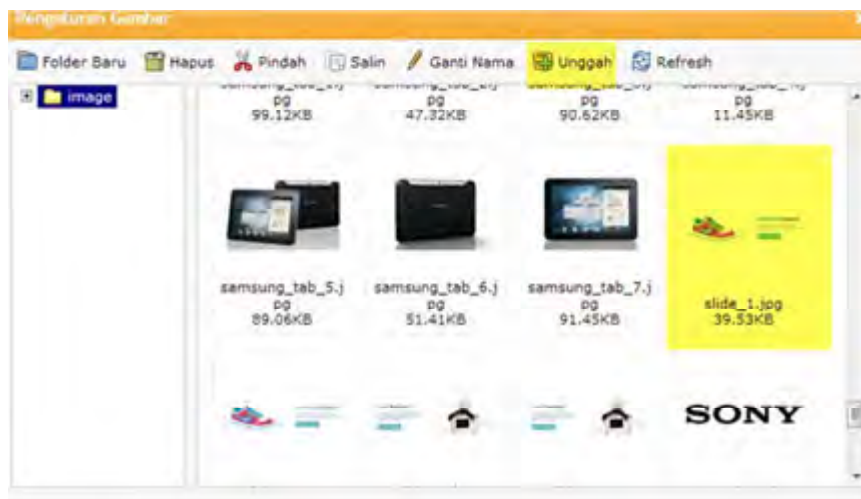 Pengaturan Gambar
Folder Baru Hapus Pindah Salin Ganti Nama Unggah Refresh
image
pg pg pg pg
99.12KB 47.32KB 90.62KB 11.45KB
samsung_tab_5.j samsung_tab_6.j samsung_tab_7.j
pg pg pg slide_1.jpg
89.06KB 51.41KB 91.45KB 39.53KB
SONY